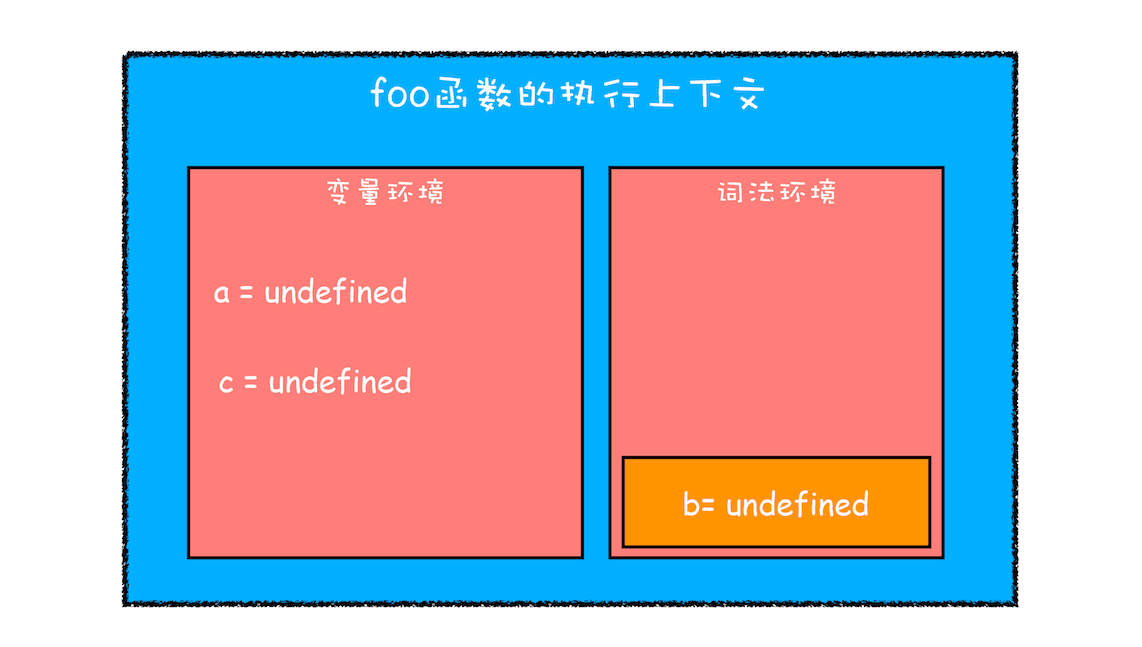 foo函数的执行上下文
变量环境
词法环境
a = undefined
c = undefined
b= undefined